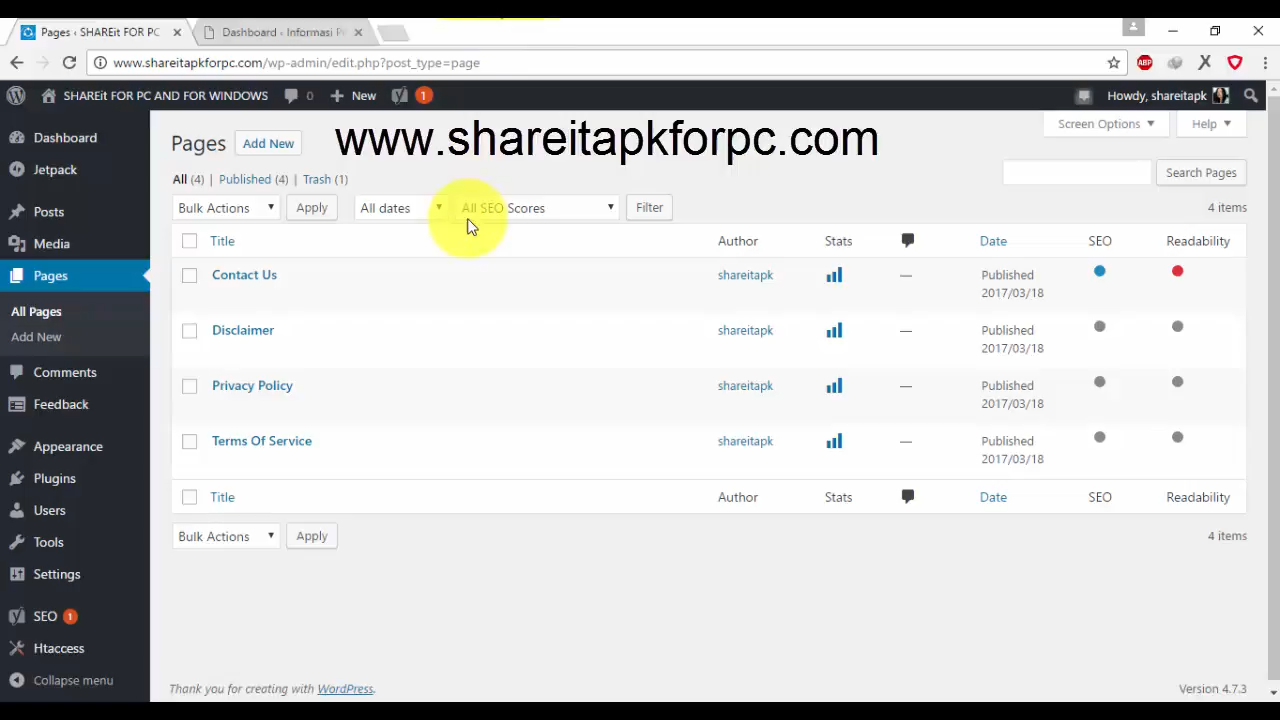 Pages ‹ SHAREit FOR PC
Dashboard ‹ Informasi P
www.shareitapkforpc.com/wp-admin/edit.php?post_type=page
ABP
SHAREit FOR PC AND FOR WINDOWS 0 + New 1 Howdy, shareitapk
www.shareitapkforpc.com
Screen Options Help
Dashboard
Jetpack
Posts
Media
Pages
All Pages
Add New
Comments
Feedback
Appearance
Plugins
Users
Tools
Settings
SEO 1
Htaccess
Collapse menu
Pages Add New
Search Pages
All (4) | Published (4) | Trash (1)
Bulk Actions Apply All dates All SEO Scores Filter 4 items
Title Author Stats Date SEO Readability
Contact Us shareitapk — Published
2017/03/18
Disclaimer shareitapk — Published
2017/03/18
Privacy Policy shareitapk — Published
2017/03/18
Terms Of Service shareitapk — Published
2017/03/18
Title Author Stats Date SEO Readability
Bulk Actions Apply 4 items
Thank you for creating with WordPress. Version 4.7.3